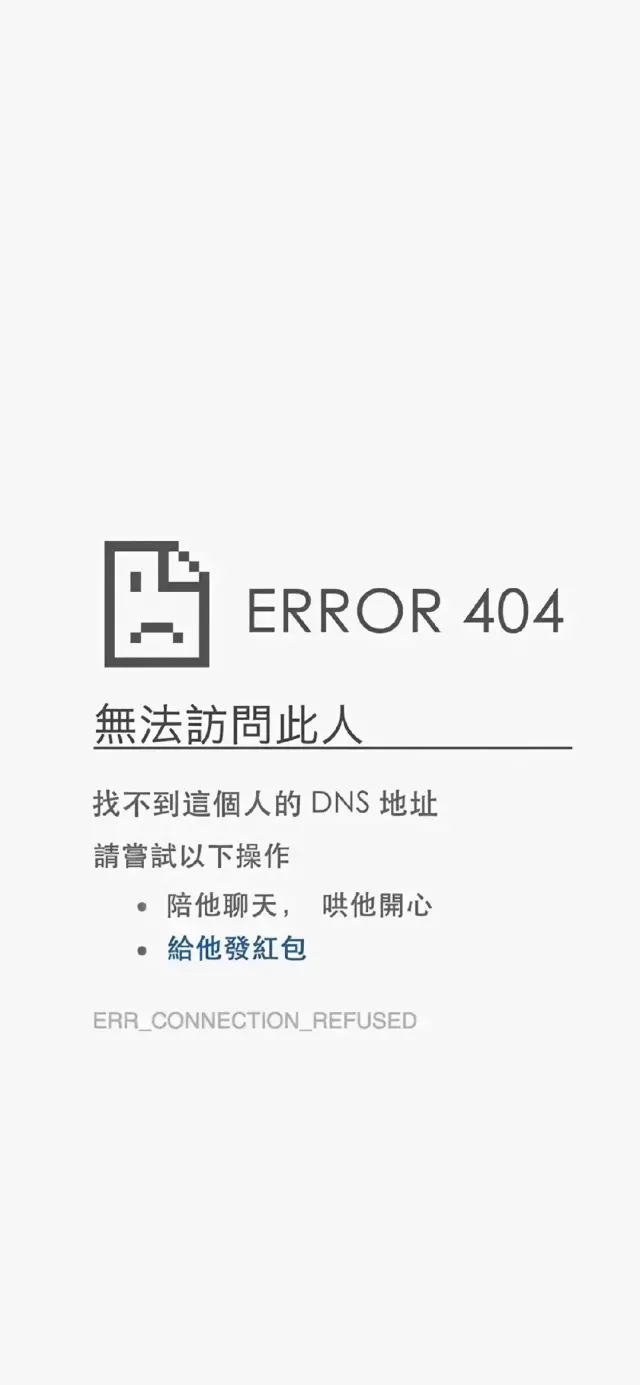 ERROR 404
無法訪問此人
找不到這個人的 DNS 地址
請嘗試以下操作
• 陪他聊天， 哄他開心
• 給他發紅包
ERR_CONNECTION_REFUSED